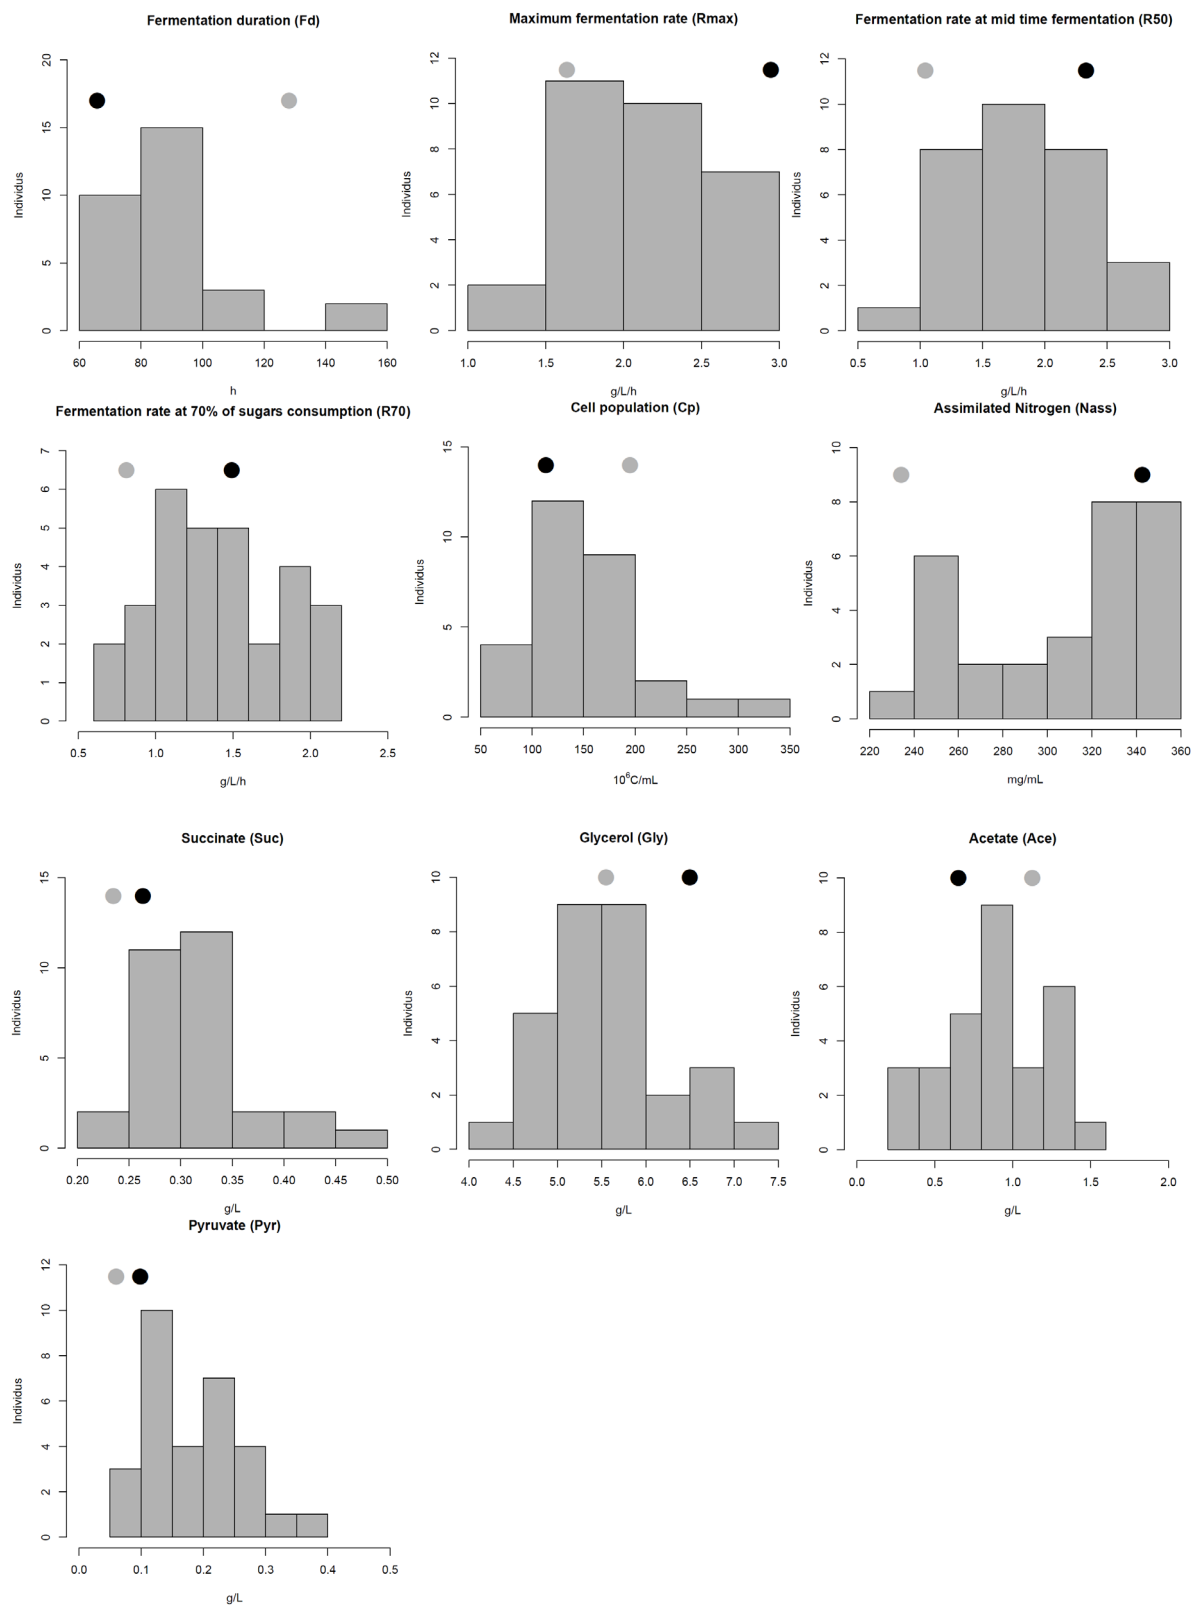 Fermentation duration (Fd)
Individus
0 5 10 15 20
60 80 100 120 140 160
h
Maximum fermentation rate (Rmax)
Individus
0 2 4 6 8 10 12
1.0 1.5 2.0 2.5 3.0
g/L/h
Fermentation rate at mid time fermentation (R50)
Individus
0 2 4 6 8 10 12
0.5 1.0 1.5 2.0 2.5 3.0
g/L/h
Fermentation rate at 70% of sugars consumption (R70)
Individus
0 1 2 3 4 5 6 7
0.5 1.0 1.5 2.0 2.5
g/L/h
Cell population (Cp)
Individus
0 5 10 15
50 100 150 200 250 300 350
10⁶C/mL
Assimilated Nitrogen (Nass)
Individus
0 2 4 6 8 10
220 240 260 280 300 320 340 360
mg/mL
Succinate (Suc)
Individus
0 5 10 15
0.20 0.25 0.30 0.35 0.40 0.45 0.50
g/L
Glycerol (Gly)
Individus
0 2 4 6 8 10
4.0 4.5 5.0 5.5 6.0 6.5 7.0 7.5
g/L
Acetate (Ace)
Individus
0 2 4 6 8 10
0.0 0.5 1.0 1.5 2.0
g/L
Pyruvate (Pyr)
Individus
0 2 4 6 8 10 12
0.0 0.1 0.2 0.3 0.4 0.5
g/L